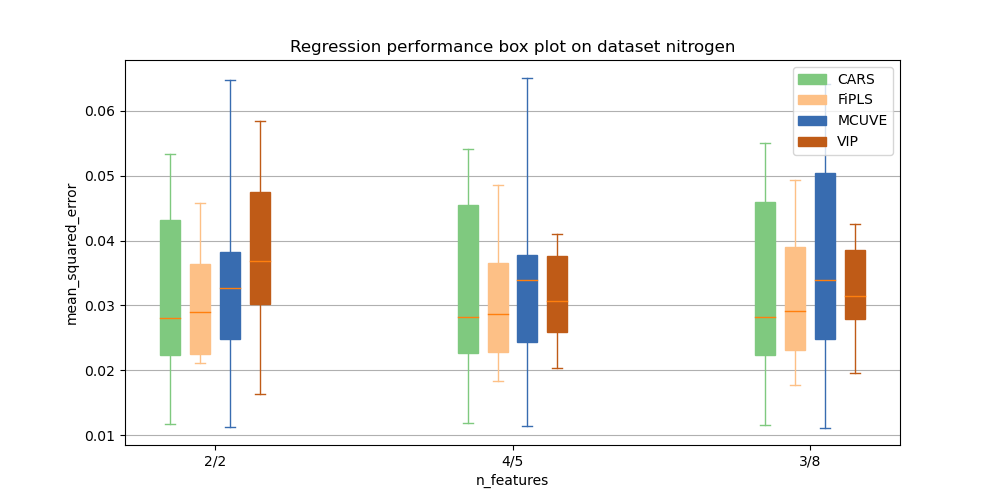 Regression performance box plot on dataset nitrogen
CARS
FiPLS
MCUVE
VIP
mean_squared_error
0.06
0.05
0.04
0.03
0.02
0.01
2/2
4/5
3/8
n_features